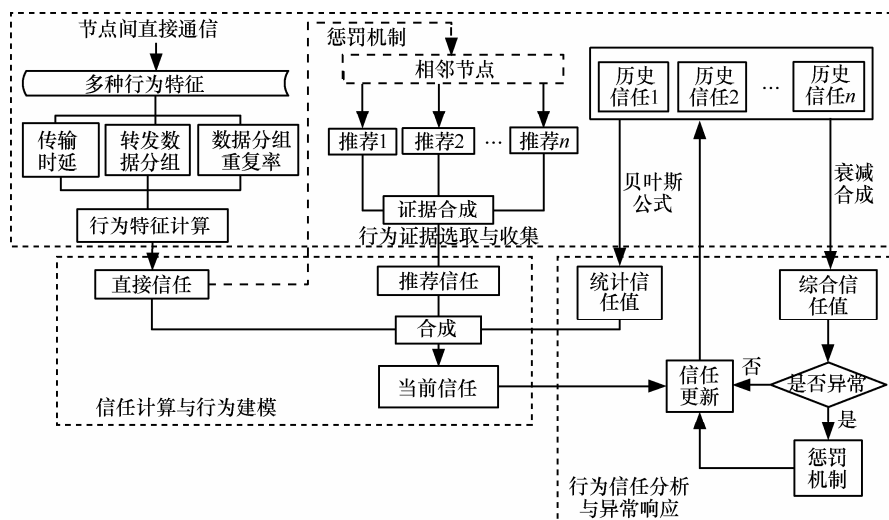 节点间直接通信
多种行为特征
传输
时延
转发数
据分组
数据分组
重复率
行为特征计算
惩罚机制
相邻节点
推荐1
推荐2
…
推荐n
证据合成
行为证据选取与收集
历史
信任1
历史
信任2
…
历史
信任n
贝叶斯
公式
衰减
合成
直接信任
推荐信任
合成
当前信任
信任计算与行为建模
统计信
任值
综合信
任值
信任
更新
否
是否异常
是
惩罚
机制
行为信任分析
与异常响应